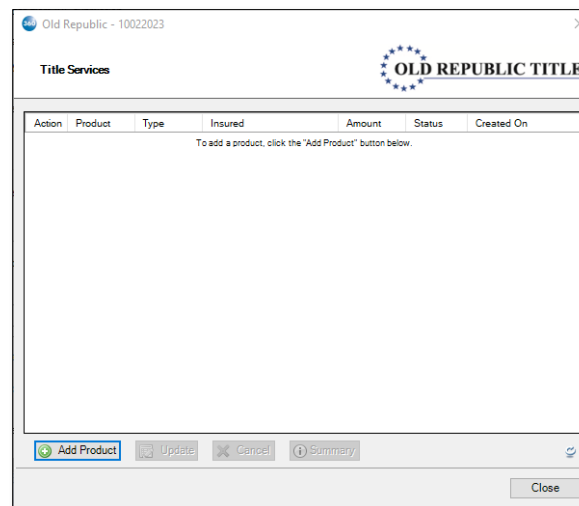 360 Old Republic - 10022023
Title Services
OLD REPUBLIC TITLE
Action Product Type Insured Amount Status Created On
To add a product, click the "Add Product" button below.
Add Product Update Cancel Summary
Close